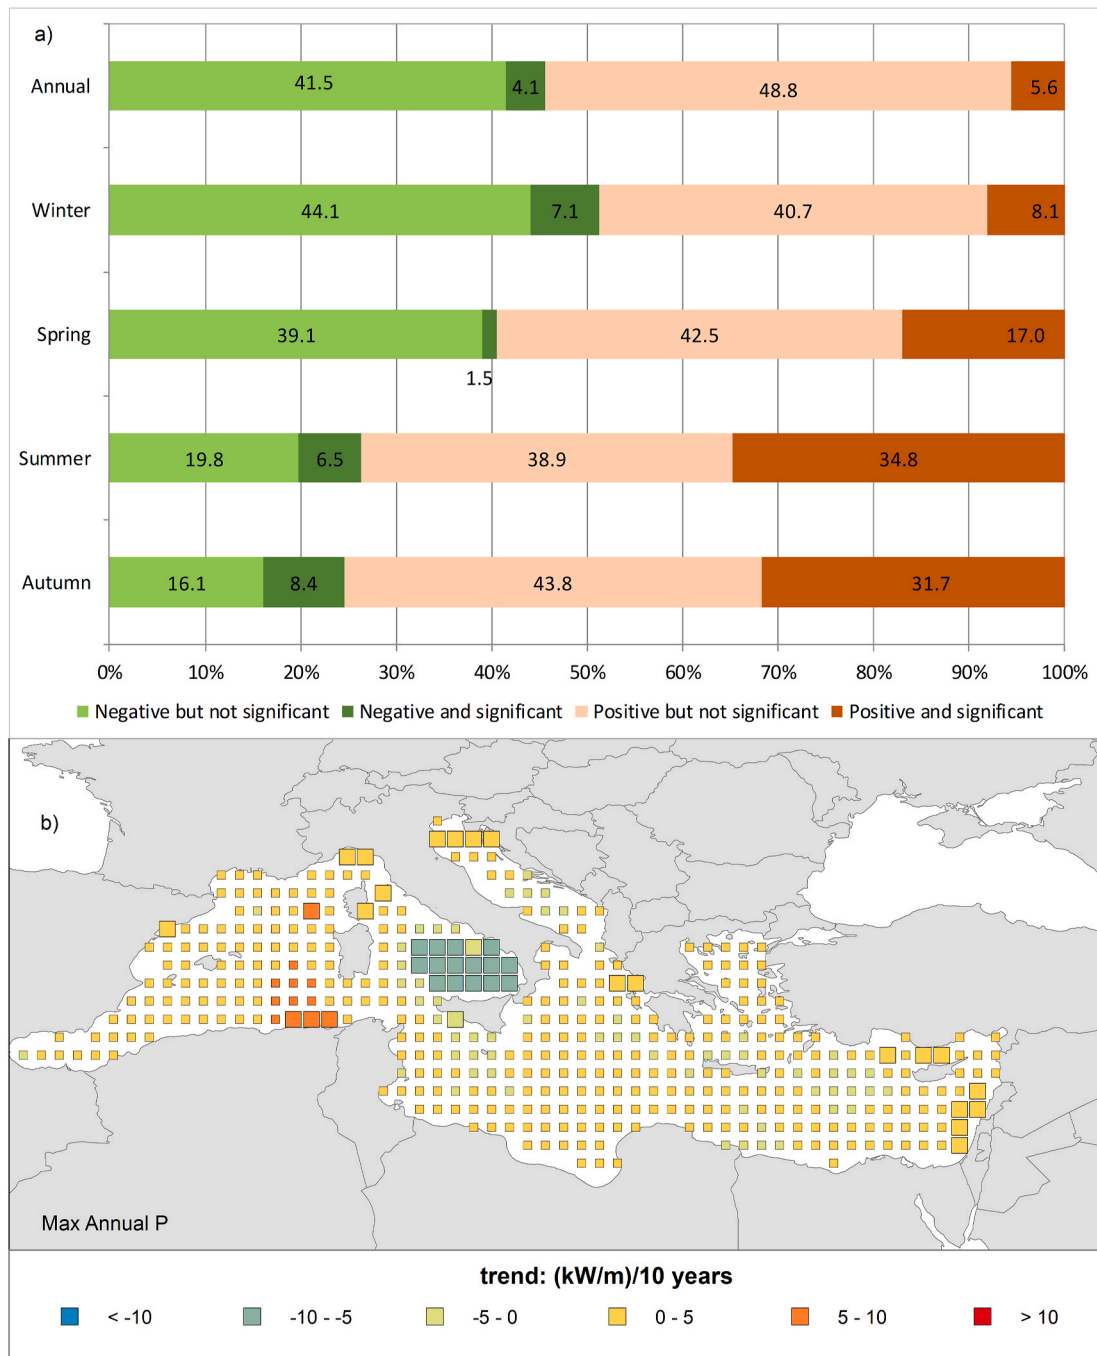 a)
Annual
41.5 4.1 48.8 5.6
Winter
44.1 7.1 40.7 8.1
Spring
39.1 42.5 17.0
1.5
Summer
19.8 6.5 38.9 34.8
Autumn
16.1 8.4 43.8 31.7
0% 10% 20% 30% 40% 50% 60% 70% 80% 90% 100%
Negative but not significant Negative and significant Positive but not significant Positive and significant
b)
Max Annual P
trend: (kW/m)/10 years
< -10 -10 - -5 -5 - 0 0 - 5 5 - 10 > 10